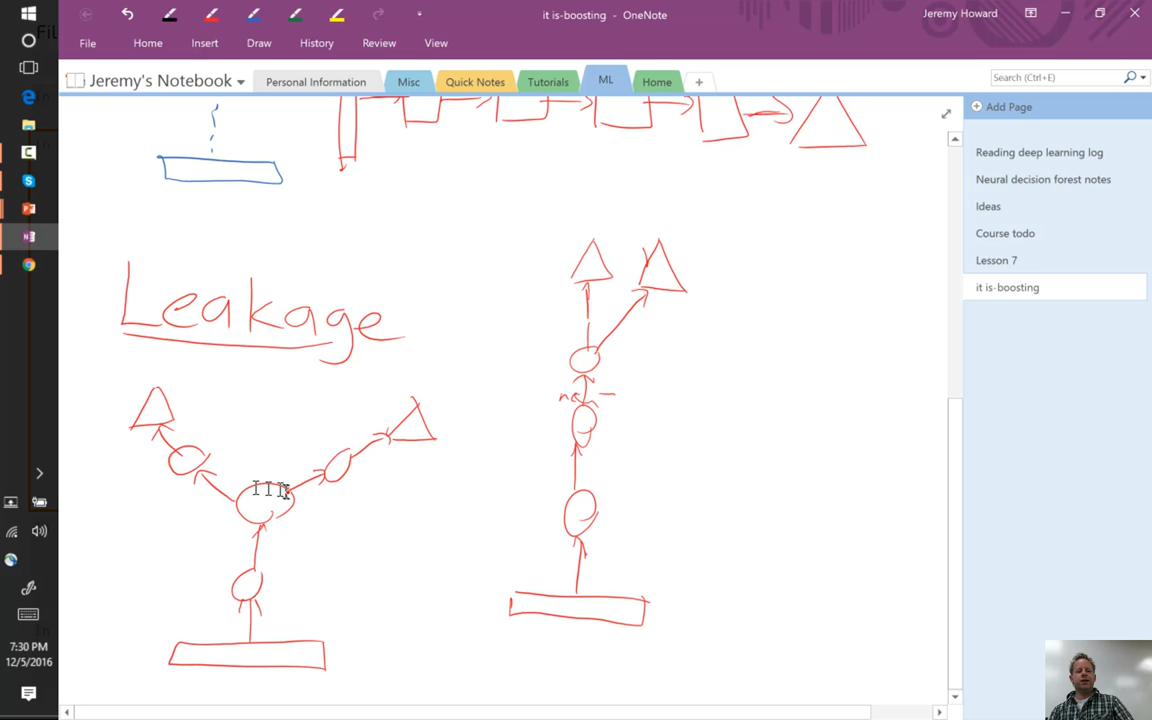 it is-boosting - OneNote
Jeremy Howard
File
Home
Insert
Draw
History
Review
View
Jeremy's Notebook
Personal Information
Misc
Quick Notes
Tutorials
ML
Home
Search (Ctrl+E)
Add Page
Reading deep learning log
Neural decision forest notes
Ideas
Course todo
Lesson 7
it is-boosting
Leakage
7:30 PM
12/5/2016